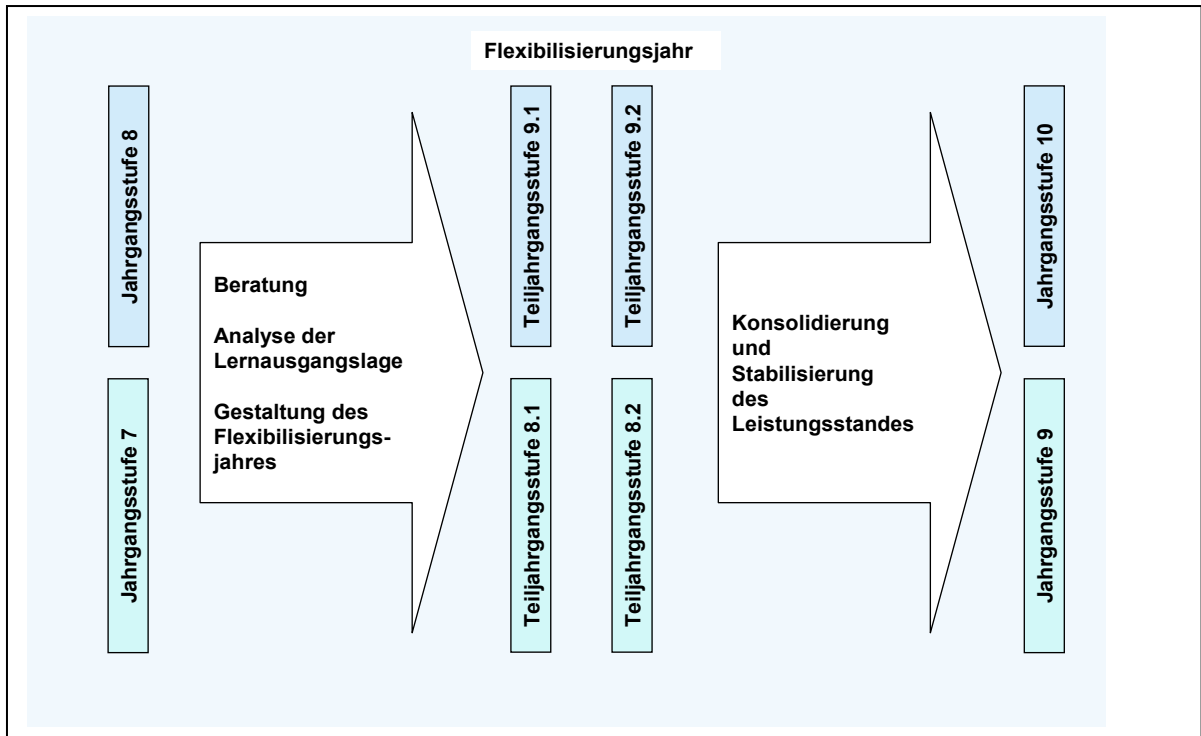 Flexibilisierungsjahr
Jahrgangsstufe 8
Jahrgangsstufe 7
Beratung
Analyse der
Lernausgangslage
Gestaltung des
Flexibilisierungs-
jahres
Teiljahrgangsstufe 9.1
Teiljahrgangsstufe 9.2
Teiljahrgangsstufe 8.1
Teiljahrgangsstufe 8.2
Konsolidierung
und
Stabilisierung
des
Leistungsstandes
Jahrgangsstufe 10
Jahrgangsstufe 9